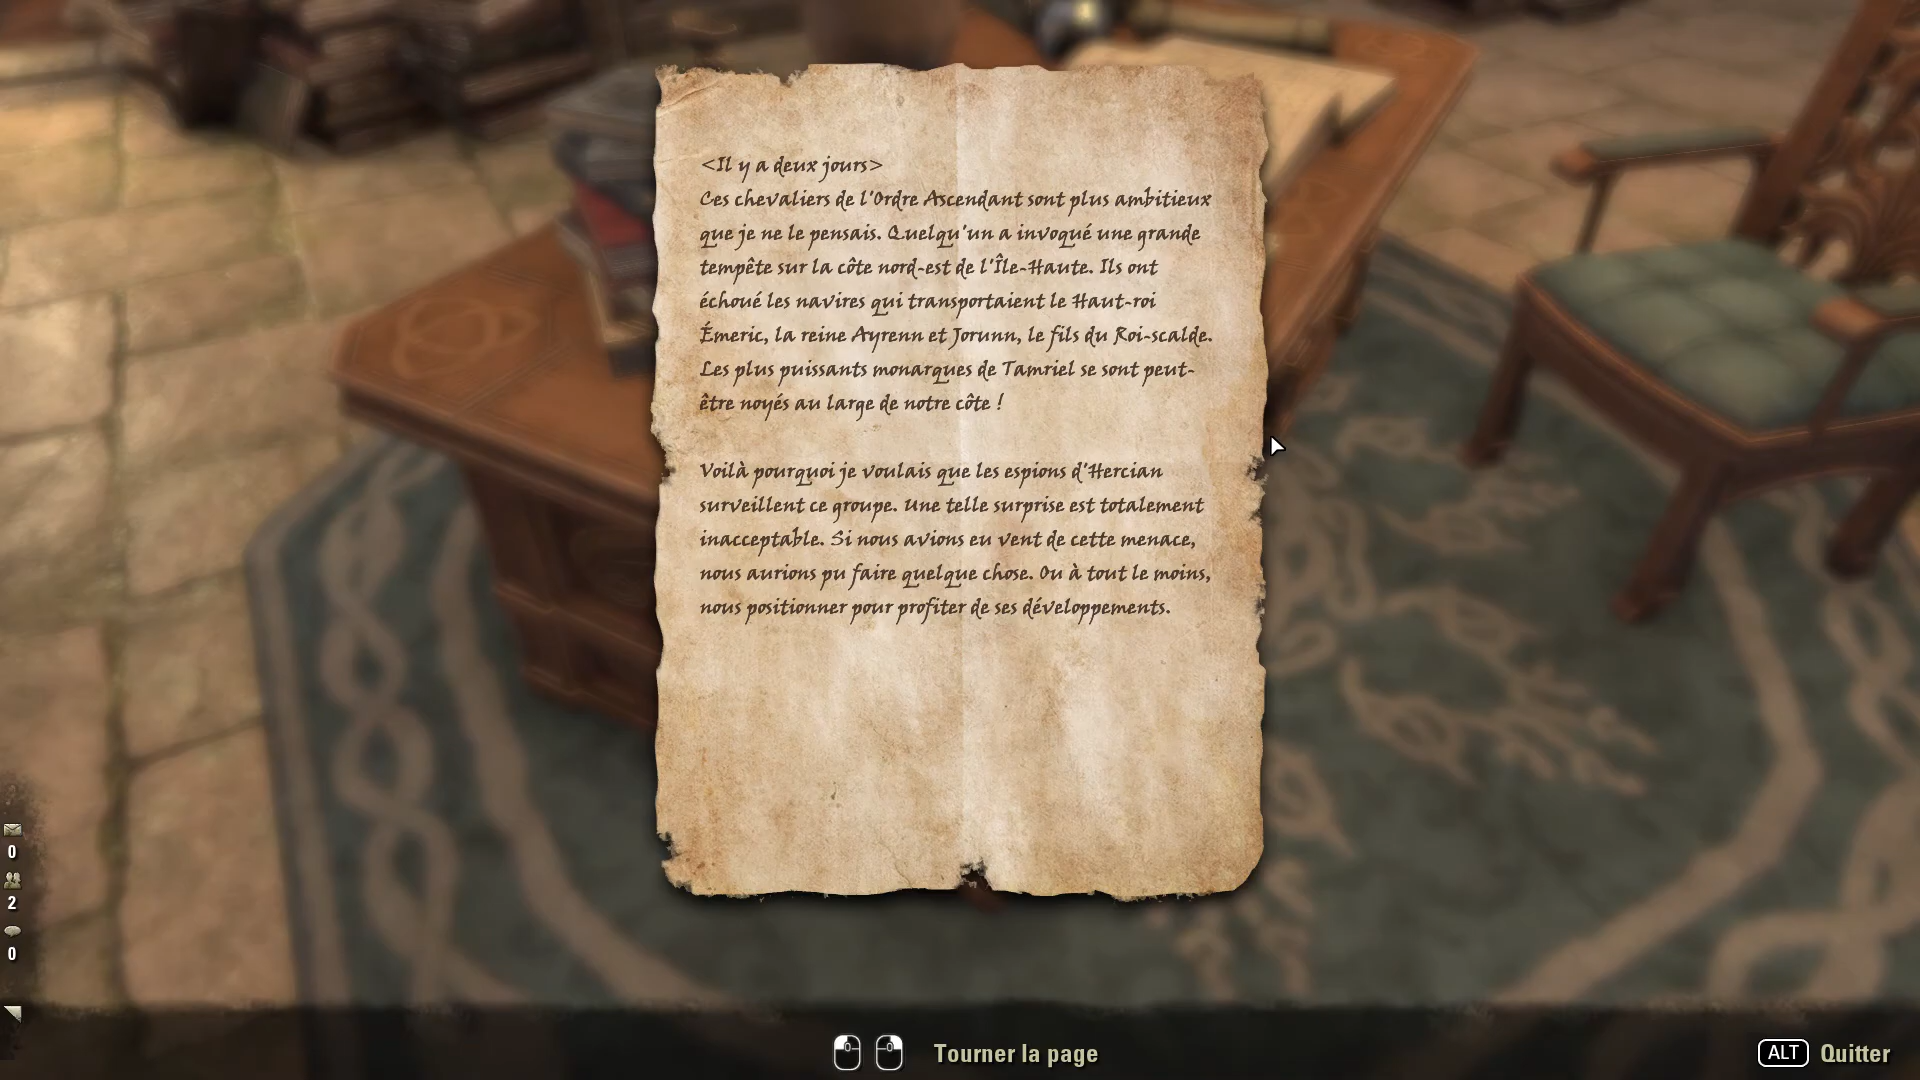 <Il y a deux jours>
Ces chevaliers de l'Ordre Ascendant sont plus ambitieux
que je ne le pensais. Quelqu'un a invoqué une grande
tempête sur la côte nord-est de l'Île-Haute. Ils ont
échoué les navires qui transportaient le Haut-roi
Émeric, la reine Ayrenn et Jorunn, le fils du Roi-scalde.
Les plus puissants monarques de Tamriel se sont peut-
être noyés au large de notre côte !
Voilà pourquoi je voulais que les espions d'Hercian
surveillent ce groupe. Une telle surprise est totalement
inacceptable. Si nous avions eu vent de cette menace,
nous aurions pu faire quelque chose. Ou à tout le moins,
nous positionner pour profiter de ses développements.
0
2
0
Tourner la page
ALT Quitter